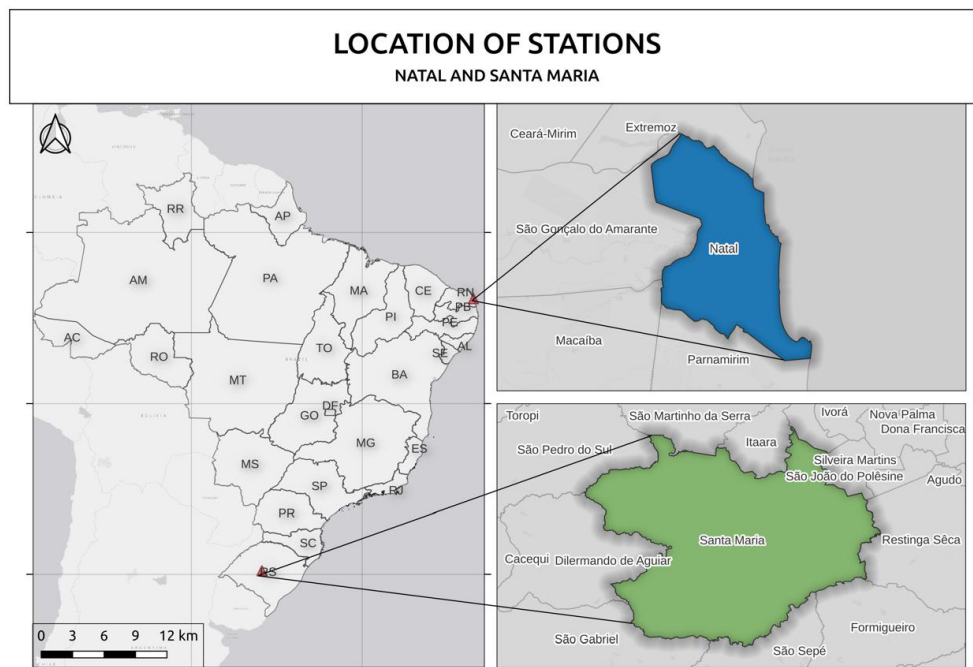 LOCATION OF STATIONS
NATAL AND SANTA MARIA
RR
AP
AM
PA
MA
CE
RN
PB
PI
PE
AC
TO
AL
SE
RO
BA
MT
DF
GO
MG
ES
MS
SP
RJ
PR
SC
RS
BOLIVIA
0 3 6 9 12 km
Ceará-Mirim
Extremoz
São Gonçalo do Amarante
Natal
Macaíba
Parnamirim
Toropi
São Martinho da Serra
Ivorá
Nova Palma
Dona Francisca
São Pedro do Sul
Itaara
Silveira Martins
São João do Polêsine
Agudo
Santa Maria
Restinga Sêca
Cacequi
Dilermando de Aguiar
Formigueiro
São Gabriel
São Sepé